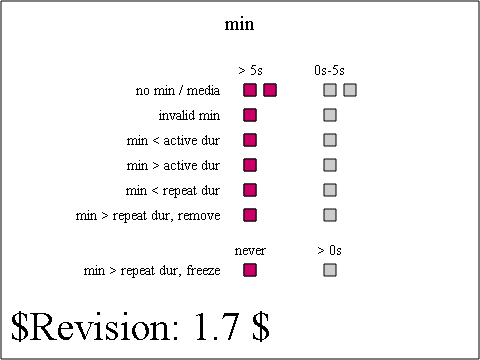 min
> 5s 0s-5s
no min / media
invalid min
min < active dur
min > active dur
min < repeat dur
min > repeat dur, remove
never > 0s
min > repeat dur, freeze
$Revision: 1.7 $